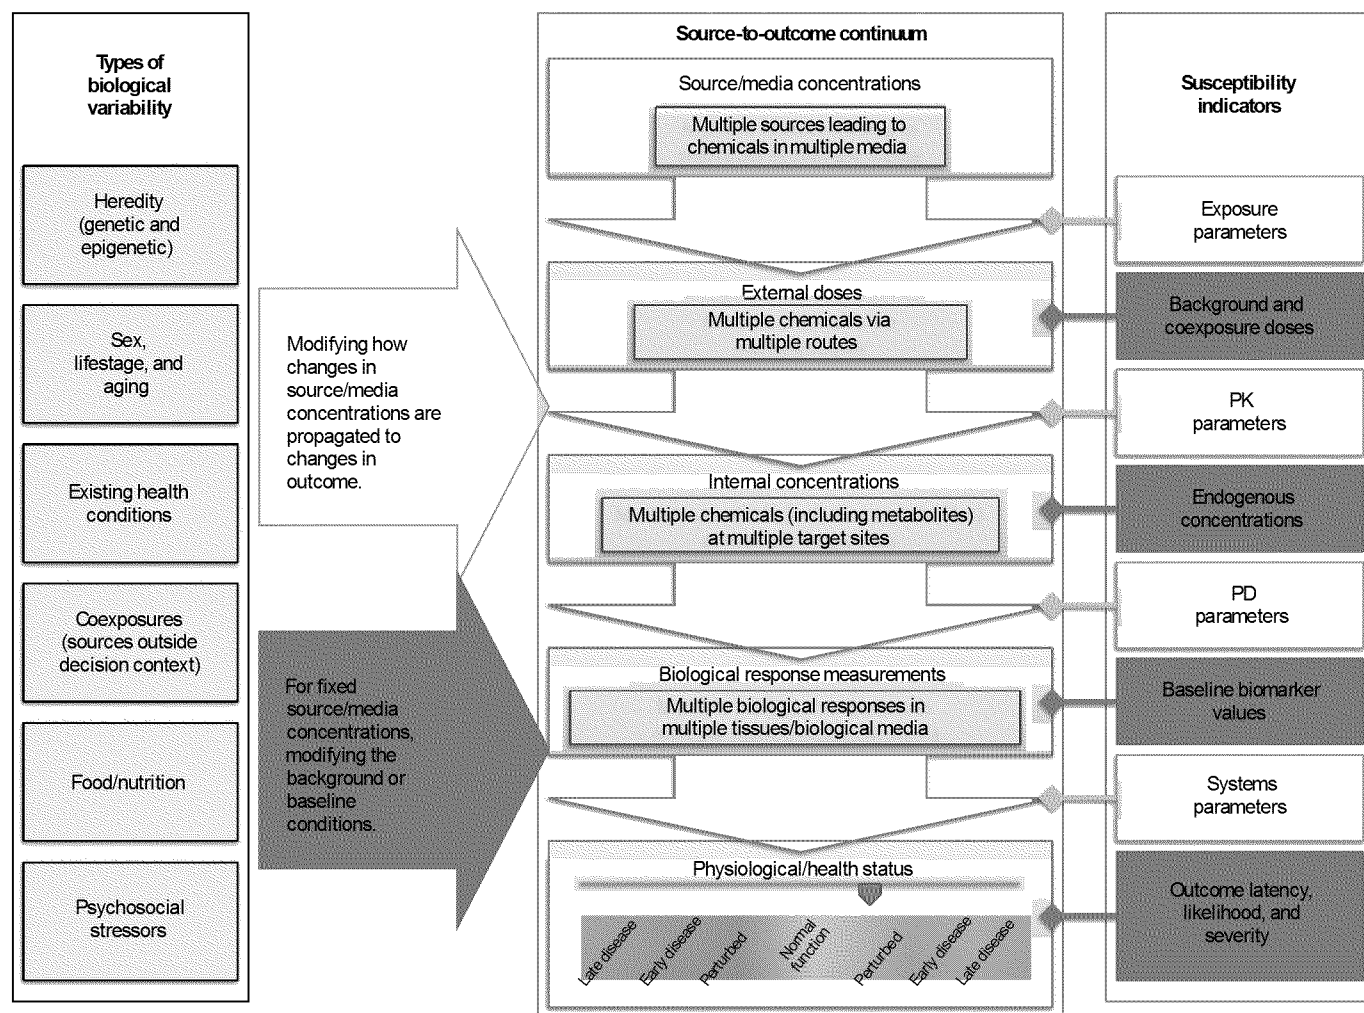 Types of
biological
variability
Heredity
(genetic and
epigenetic)
Sex,
lifestage, and
aging
Existing health
conditions
Coexposures
(sources outside
decision context)
Food/nutrition
Psychosocial
stressors
Modifying how
changes in
source/media
concentrations are
propagated to
changes in
outcome.
For fixed
source/media
concentrations,
modifying the
background or
baseline
conditions.
Source-to-outcome continuum
Source/media concentrations
Multiple sources leading to
chemicals in multiple media
External doses
Multiple chemicals via
multiple routes
Internal concentrations
Multiple chemicals (including metabolites)
at multiple target sites
Biological response measurements
Multiple biological responses in
multiple tissues/biological media
Physiological/health status
Late disease
Early disease
Perturbed
Normal
function
Perturbed
Early disease
Late disease
Susceptibility
indicators
Exposure
parameters
Background and
coexposure doses
PK
parameters
Endogenous
concentrations
PD
parameters
Baseline biomarker
values
Systems
parameters
Outcome latency,
likelihood, and
severity